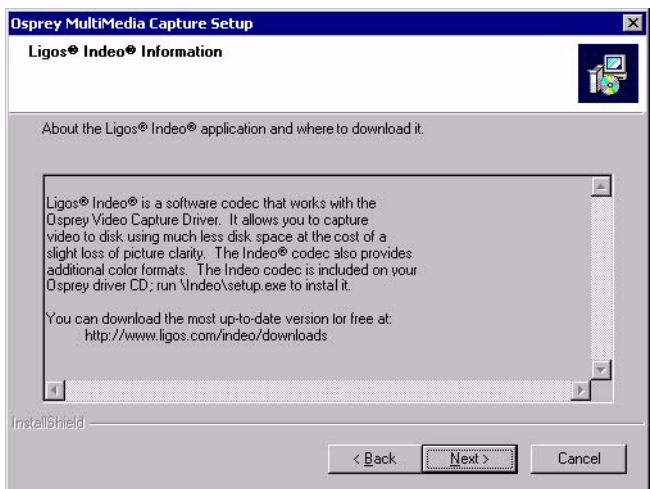 Osprey MultiMedia Capture Setup
Ligos® Indeo® Information
About the Ligos® Indeo® application and where to download it.
Ligos® Indeo® is a software codec that works with the
Osprey Video Capture Driver. It allows you to capture
video to disk using much less disk space at the cost of a
slight loss of picture clarity. The Indeo® codec also provides
additional color formats. The Indeo codec is included on your
Osprey driver CD; run \Indeo\setup.exe to install it.
You can download the most up-to-date version for free at:
http://www.ligos.com/indeo/downloads
InstallShield
< Back Next > Cancel